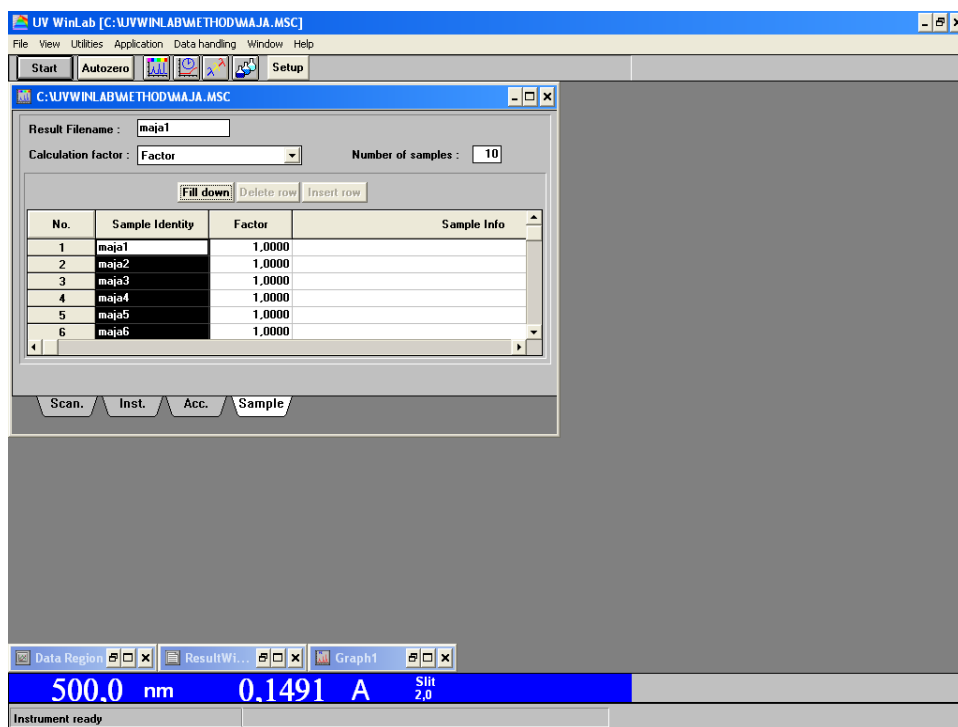 UV WinLab [C:\UVWINLAB\METHOD\MAJA.MSC]
File View Utilities Application Data handling Window Help
Start Autozero Setup
C:\UVWINLAB\METHOD\MAJA.MSC
Result Filename : maja1
Calculation factor : Factor Number of samples : 10
Fill down Delete row Insert row
No. Sample Identity Factor Sample Info
1 maja1 1,0000
2 maja2 1,0000
3 maja3 1,0000
4 maja4 1,0000
5 maja5 1,0000
6 maja6 1,0000
Scan. Inst. Acc. Sample
Data Region ResultWi... Graph1
500,0 nm 0,1491 A Slit
2,0
Instrument ready